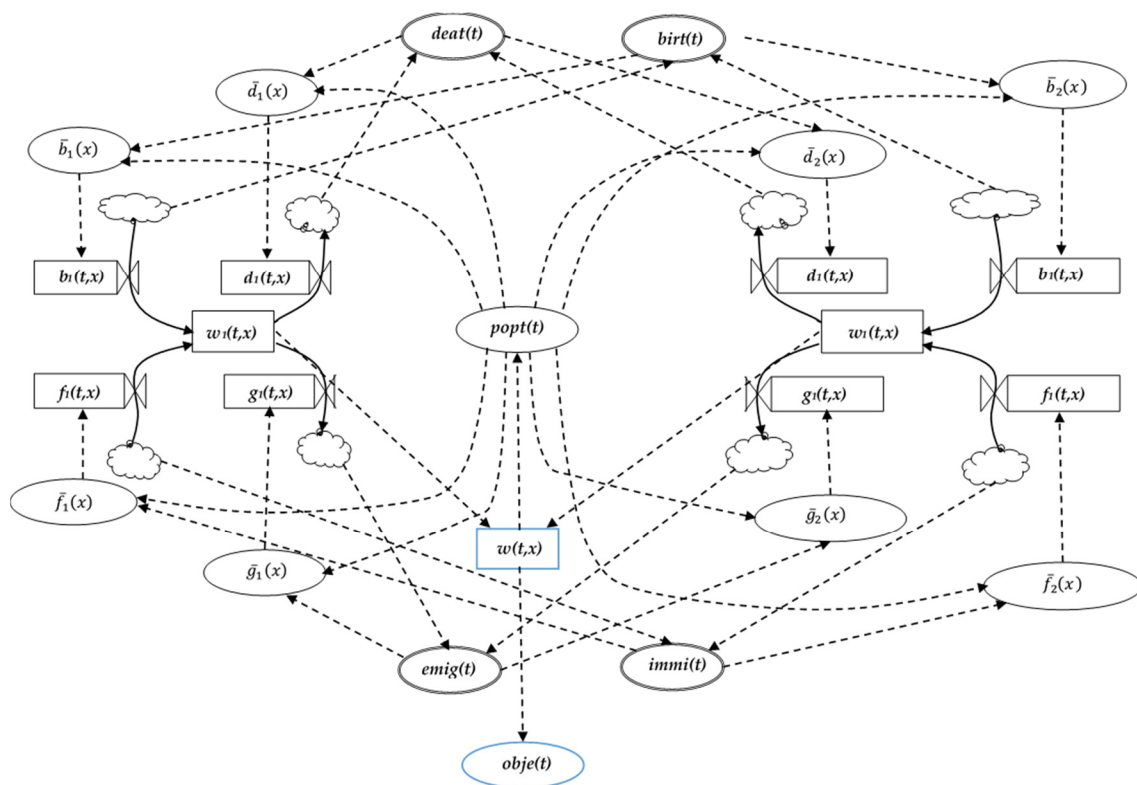 deat(t)
birt(t)
d̄₁(x)
b̄₂(x)
b̄₁(x)
d̄₂(x)
b₁(t,x)
d₁(t,x)
d₁(t,x)
b₁(t,x)
w₁(t,x)
popt(t)
w₁(t,x)
f₁(t,x)
g₁(t,x)
g₁(t,x)
f₁(t,x)
f̄₁(x)
ḡ₂(x)
w(t,x)
ḡ₁(x)
f̄₂(x)
emig(t)
immi(t)
obje(t)